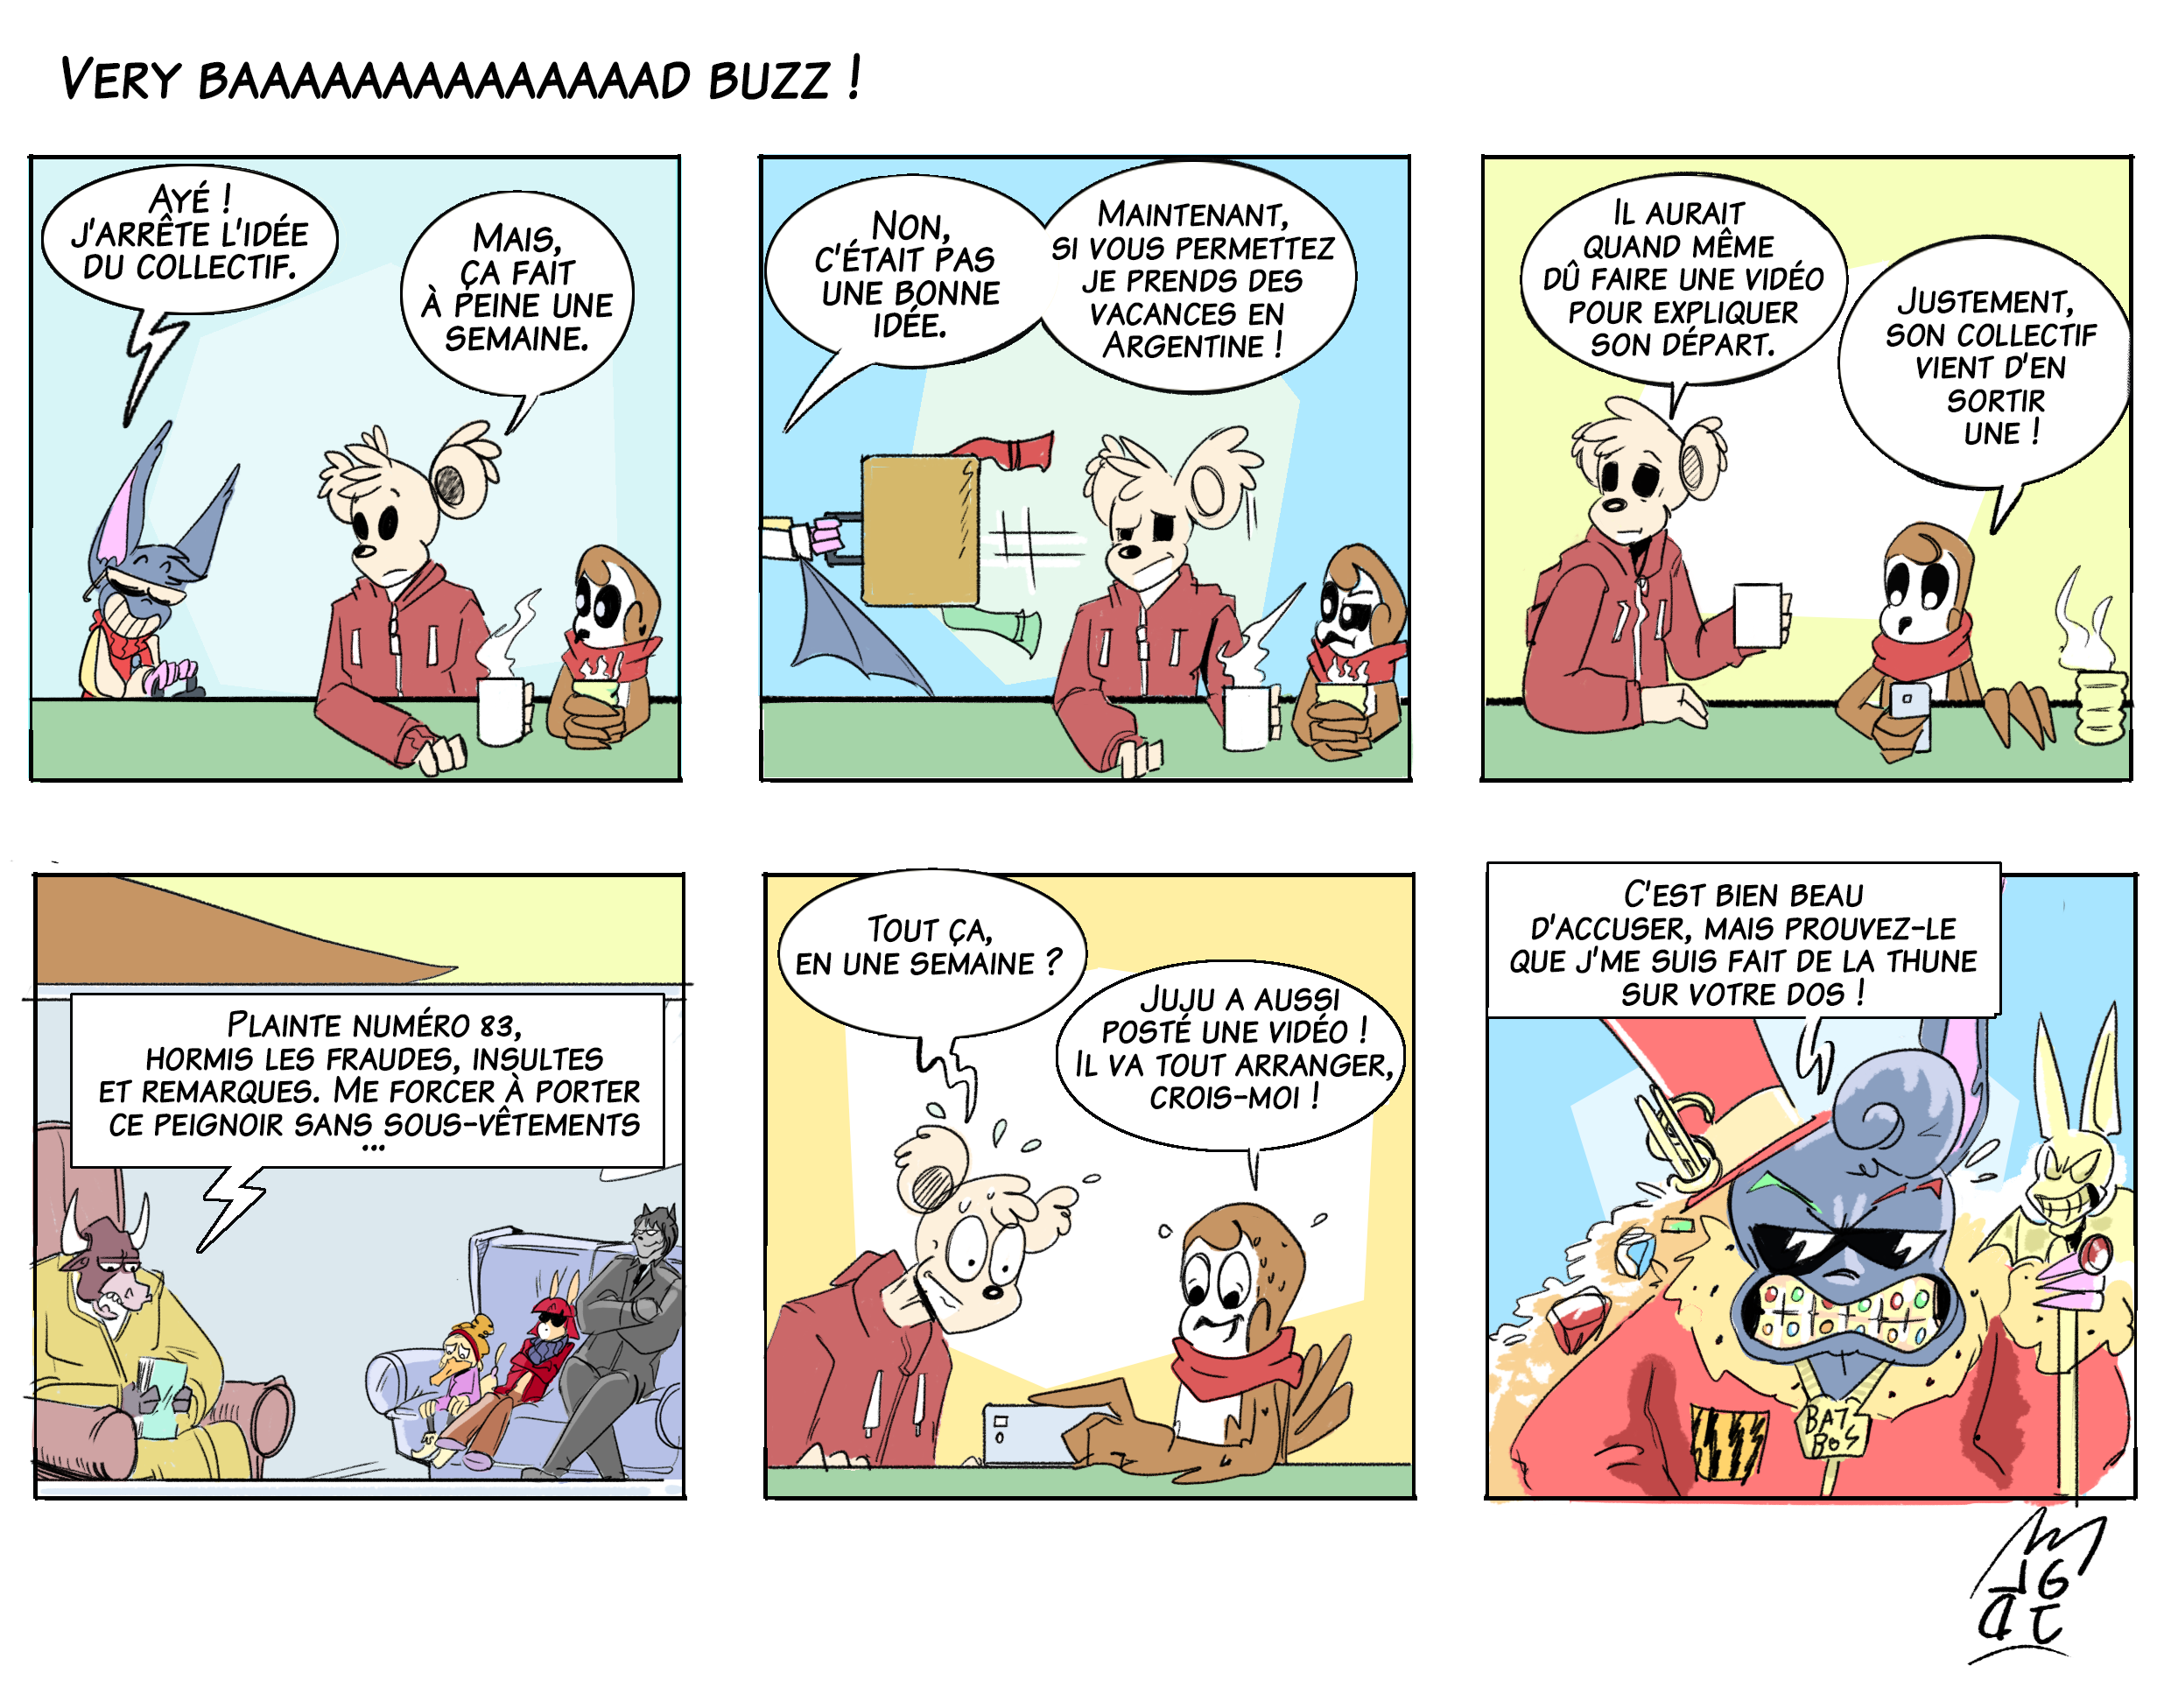 Very baaaaaaaaaaaaaad buzz !
Ayé !
J'arrête l'idée
du collectif.
Mais,
ça fait
à peine une
semaine.
Non,
c'était pas
une bonne
idée.
Maintenant,
si vous permettez
je prends des
vacances en
Argentine !
Il aurait
quand même
dû faire une vidéo
pour expliquer
son départ.
Justement,
son collectif
vient d'en
sortir
une !
Plainte numéro 83,
hormis les fraudes, insultes
et remarques. Me forcer à porter
ce peignoir sans sous-vêtements
...
Tout ça,
en une semaine ?
Juju a aussi
posté une vidéo !
Il va tout arranger,
crois-moi !
C'est bien beau
d'accuser, mais prouvez-le
que j'me suis fait de la thune
sur votre dos !
BATS
BOS